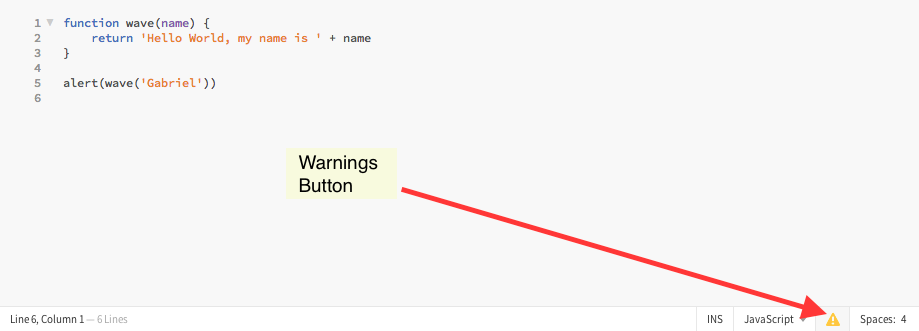 1 function wave(name) {
2     return 'Hello World, my name is ' + name
3 }
4
5 alert(wave('Gabriel'))
6
Warnings
Button
Line 6, Column 1 — 6 Lines
INS
JavaScript
Spaces: 4